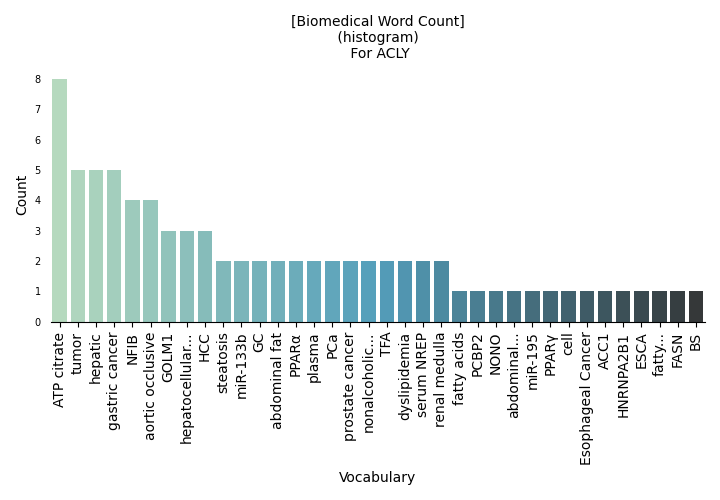 [Biomedical Word Count]
(histogram)
For ACLY
Count
8
7
6
5
4
3
2
1
0
ATP citrate
tumor
hepatic
gastric cancer
NFIB
aortic occlusive
GOLM1
hepatocellular...
HCC
steatosis
miR-133b
GC
abdominal fat
PPARα
plasma
PCa
prostate cancer
nonalcoholic...
TFA
dyslipidemia
serum NREP
renal medulla
fatty acids
PCBP2
NONO
abdominal...
miR-195
PPARγ
cell
Esophageal Cancer
ACC1
HNRNPA2B1
ESCA
fatty...
FASN
BS
Vocabulary